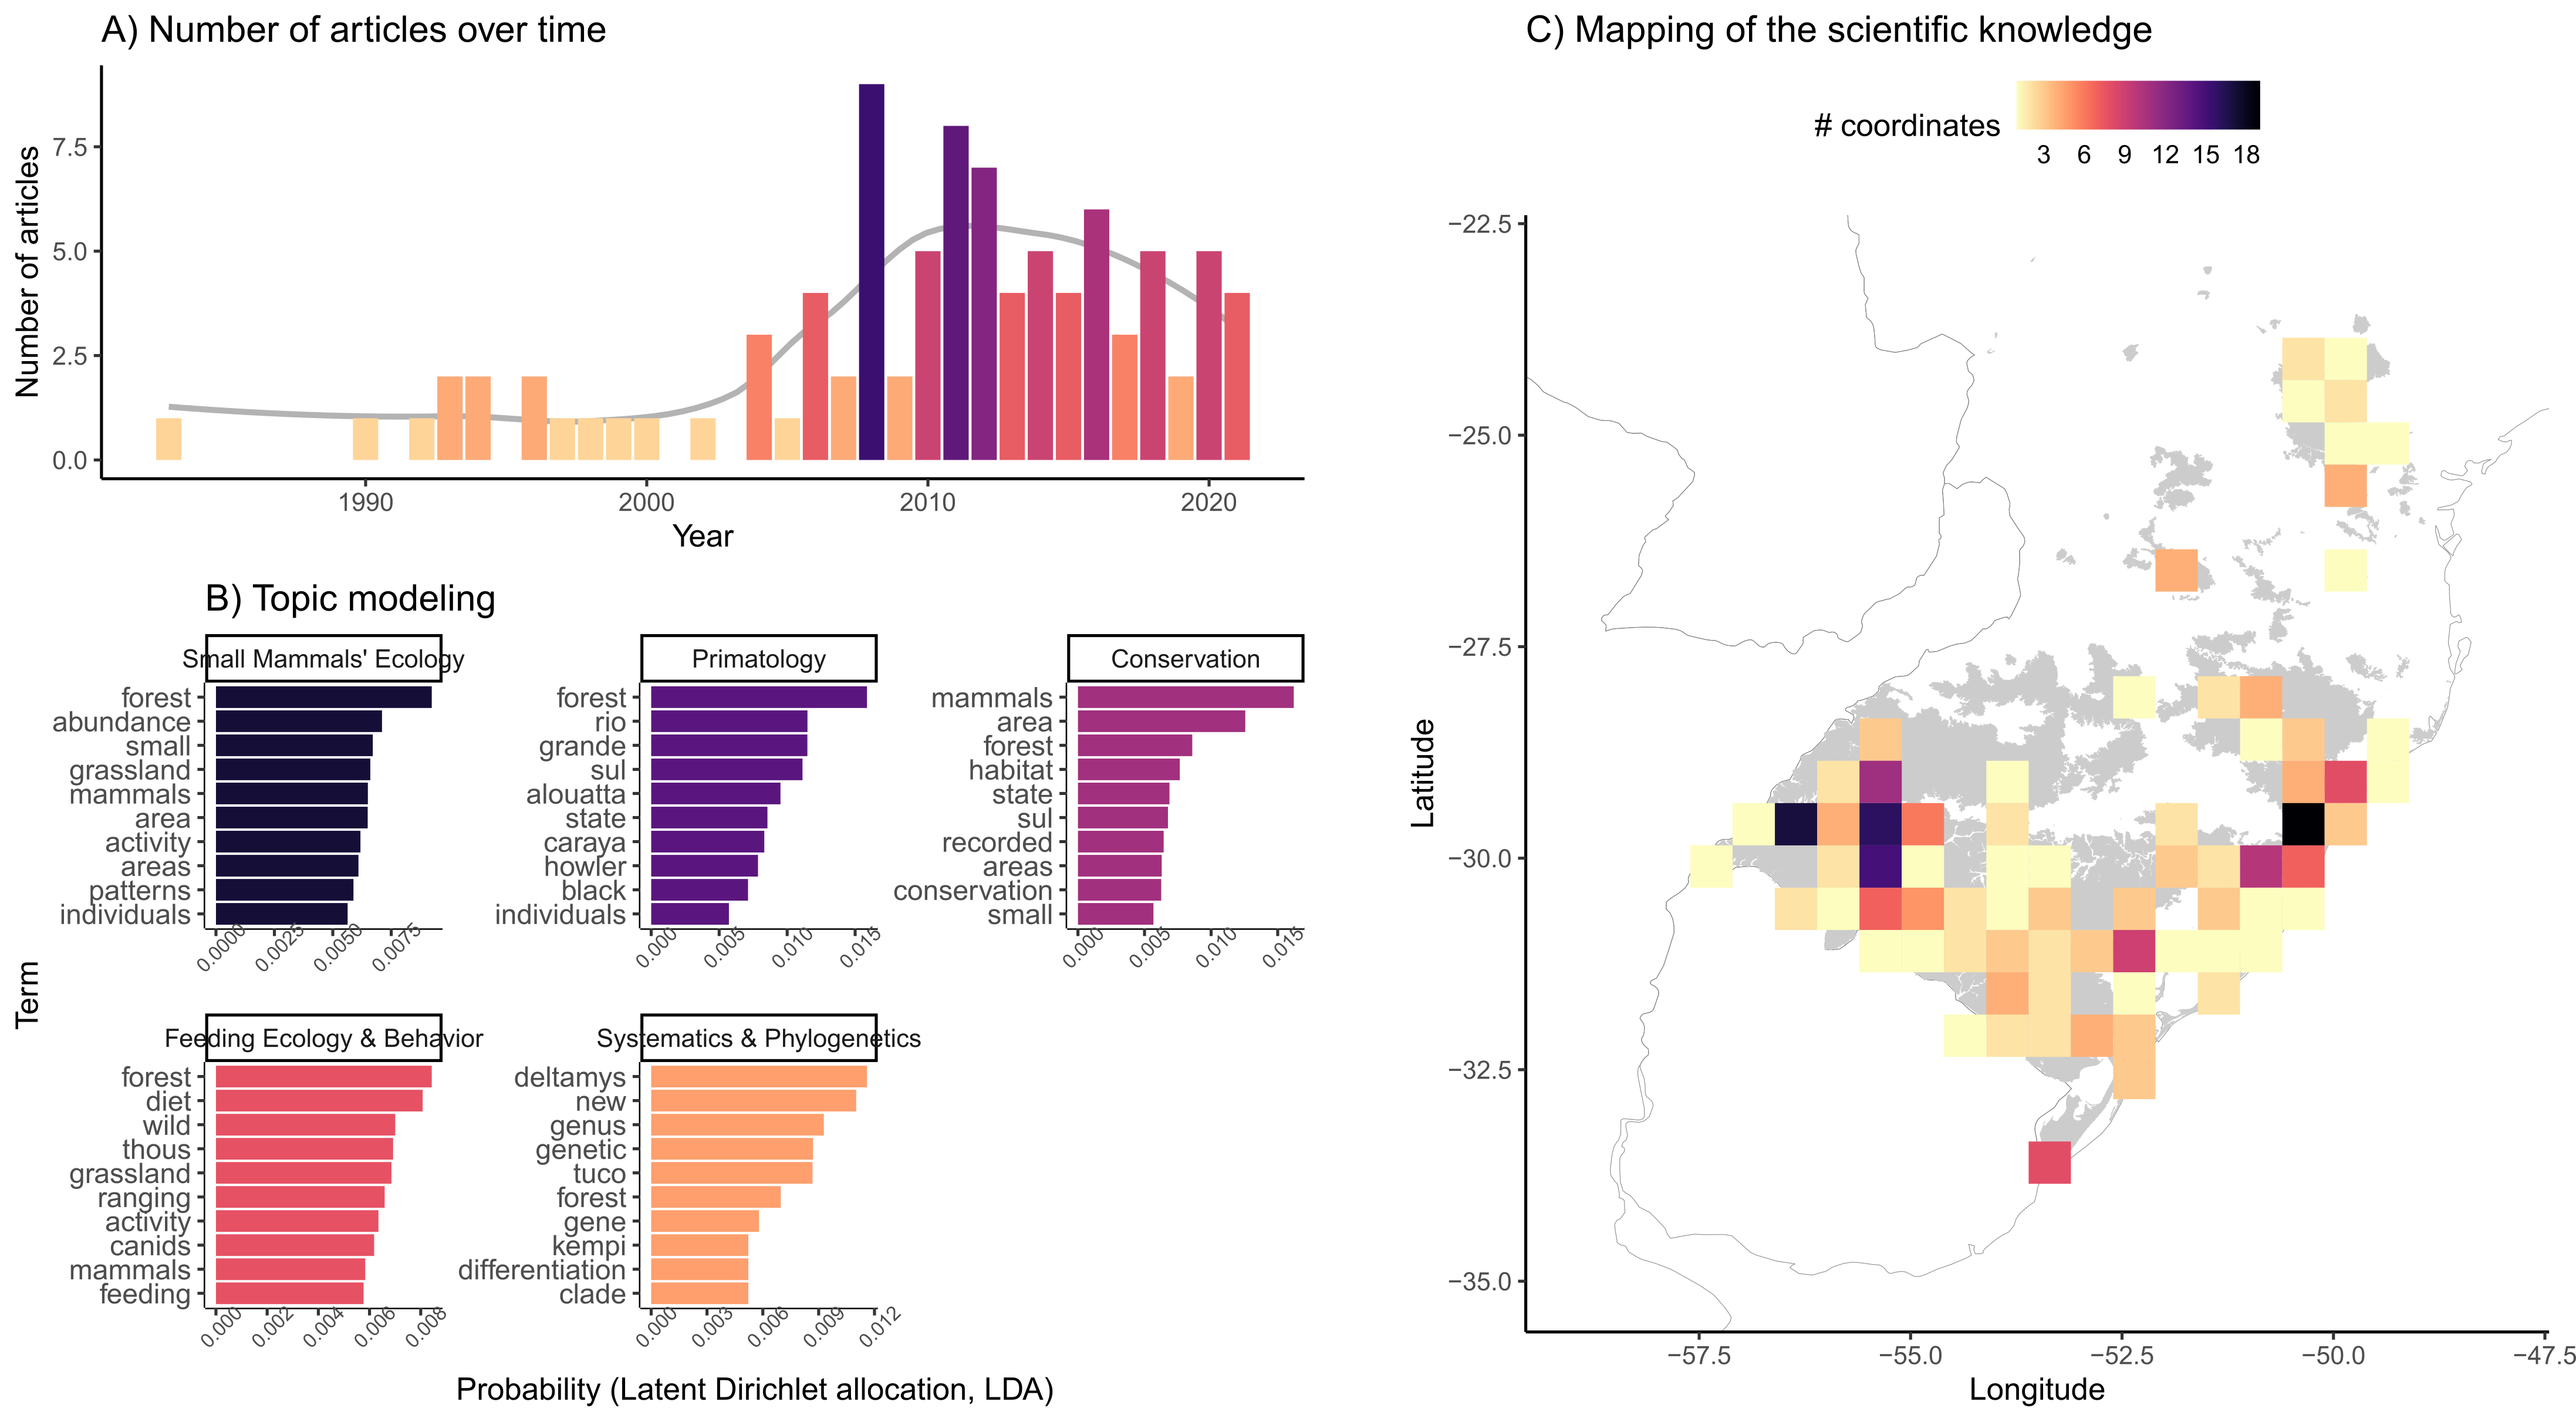 A) Number of articles over time
Number of articles
7.5
5.0
2.5
0.0
1990 2000 2010 2020
Year
B) Topic modeling
Term
Small Mammals' Ecology
forest
abundance
small
grassland
mammals
area
activity
areas
patterns
individuals
0.0000 0.0025 0.0050 0.0075
Primatology
forest
rio
grande
sul
alouatta
state
caraya
howler
black
individuals
0.000 0.005 0.010 0.015
Conservation
mammals
area
forest
habitat
state
sul
recorded
areas
conservation
small
0.000 0.005 0.010 0.015
Feeding Ecology & Behavior
forest
diet
wild
thous
grassland
ranging
activity
canids
mammals
feeding
0.000 0.002 0.004 0.006 0.008
Systematics & Phylogenetics
deltamys
new
genus
genetic
tuco
forest
gene
kempi
differentiation
clade
0.000 0.003 0.006 0.009 0.012
Probability (Latent Dirichlet allocation, LDA)
C) Mapping of the scientific knowledge
# coordinates
3 6 9 12 15 18
Latitude
−22.5
−25.0
−27.5
−30.0
−32.5
−35.0
−57.5 −55.0 −52.5 −50.0 −47.5
Longitude